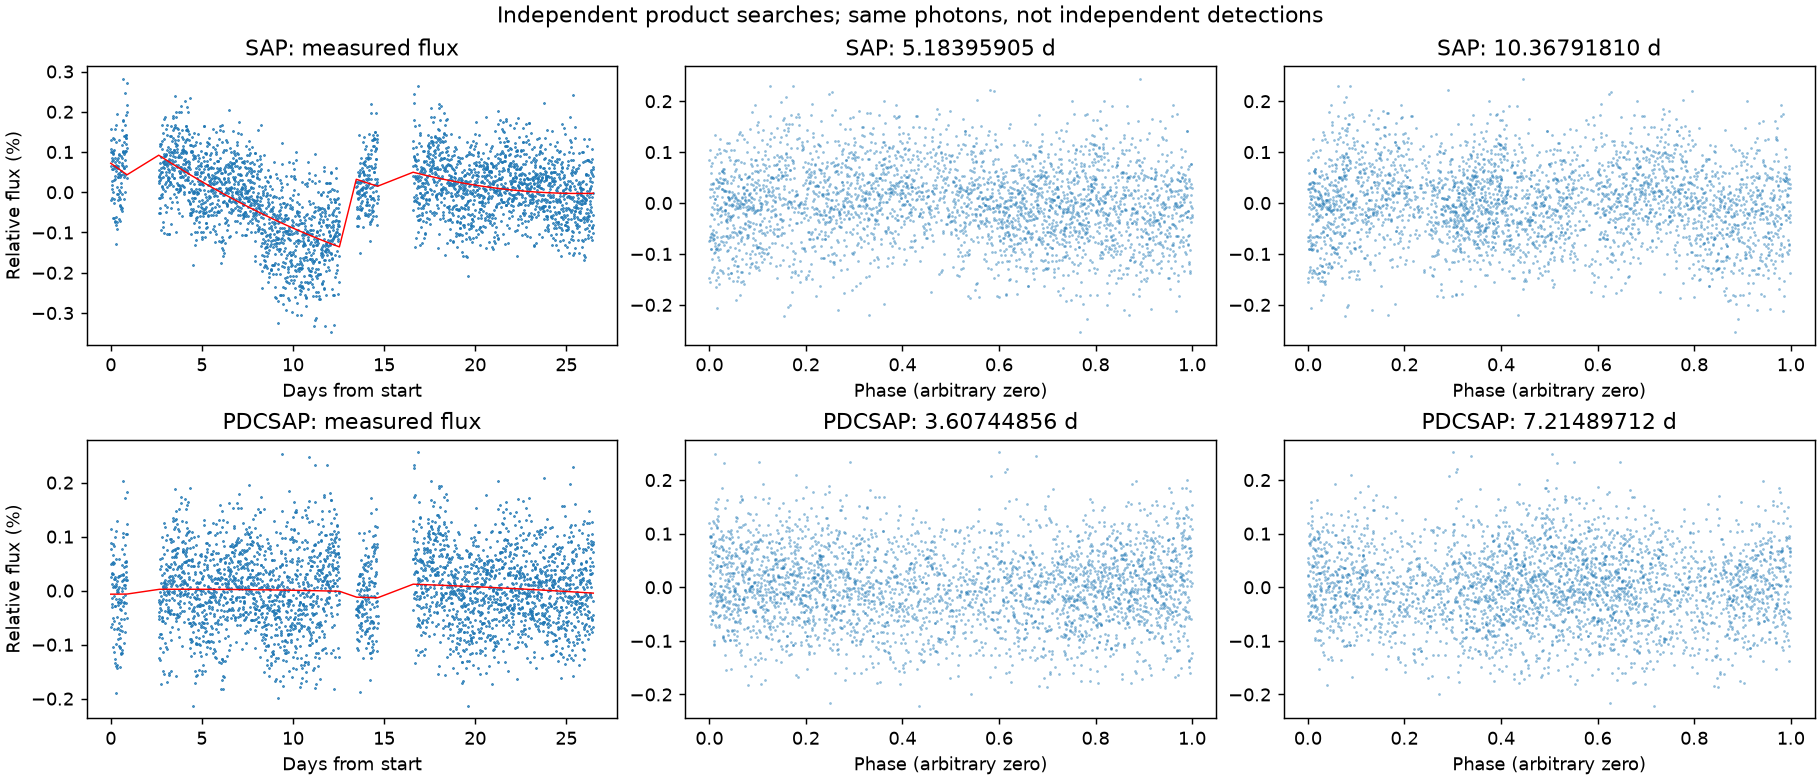 Independent product searches; same photons, not independent detections
SAP: measured flux
SAP: 5.18395905 d
SAP: 10.36791810 d
Relative flux (%)
0.3
0.2
0.1
0.0
−0.1
−0.2
−0.3
0 5 10 15 20 25
Days from start
0.2
0.1
0.0
−0.1
−0.2
0.0 0.2 0.4 0.6 0.8 1.0
Phase (arbitrary zero)
0.2
0.1
0.0
−0.1
−0.2
0.0 0.2 0.4 0.6 0.8 1.0
Phase (arbitrary zero)
PDCSAP: measured flux
PDCSAP: 3.60744856 d
PDCSAP: 7.21489712 d
Relative flux (%)
0.2
0.1
0.0
−0.1
−0.2
0 5 10 15 20 25
Days from start
0.2
0.1
0.0
−0.1
−0.2
0.0 0.2 0.4 0.6 0.8 1.0
Phase (arbitrary zero)
0.2
0.1
0.0
−0.1
−0.2
0.0 0.2 0.4 0.6 0.8 1.0
Phase (arbitrary zero)